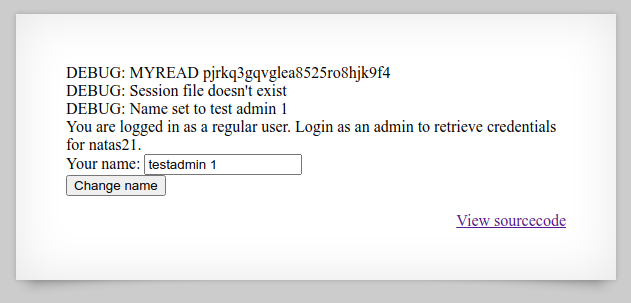 DEBUG: MYREAD pjrkq3gqvglea8525ro8hjk9f4
DEBUG: Session file doesn't exist
DEBUG: Name set to test admin 1
You are logged in as a regular user. Login as an admin to retrieve credentials
for natas21.
Your name: testadmin 1
Change name
View sourcecode